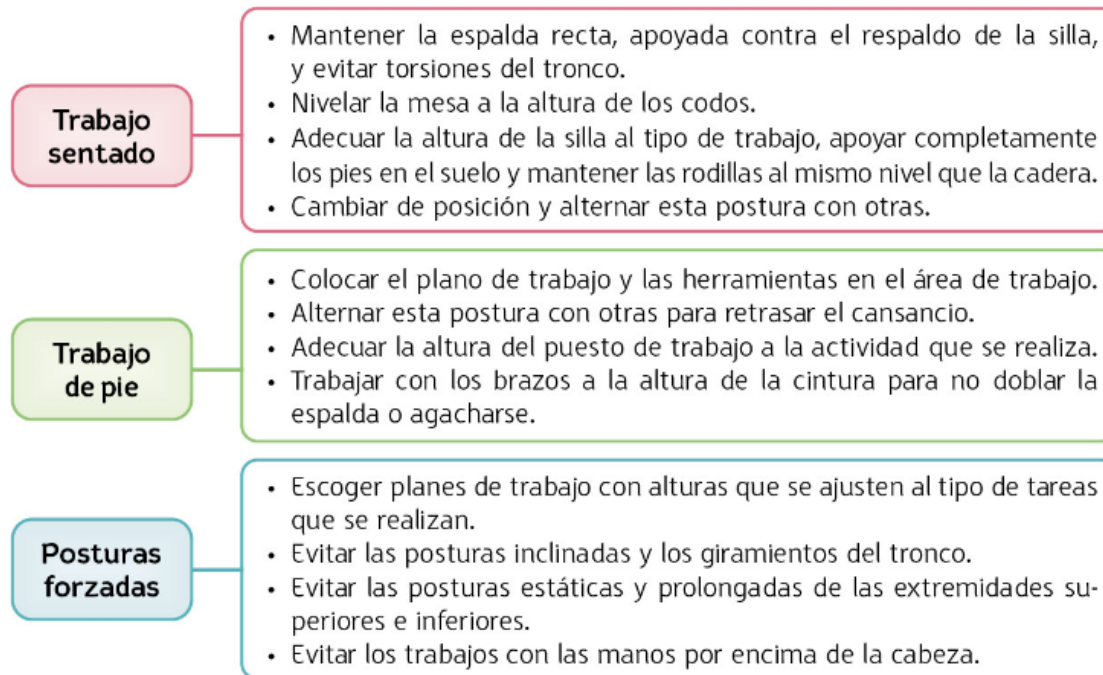 Trabajo
sentado
• Mantener la espalda recta, apoyada contra el respaldo de la silla,
y evitar torsiones del tronco.
• Nivelar la mesa a la altura de los codos.
• Adecuar la altura de la silla al tipo de trabajo, apoyar completamente
los pies en el suelo y mantener las rodillas al mismo nivel que la cadera.
• Cambiar de posición y alternar esta postura con otras.
Trabajo
de pie
• Colocar el plano de trabajo y las herramientas en el área de trabajo.
• Alternar esta postura con otras para retrasar el cansancio.
• Adecuar la altura del puesto de trabajo a la actividad que se realiza.
• Trabajar con los brazos a la altura de la cintura para no doblar la
espalda o agacharse.
Posturas
forzadas
• Escoger planes de trabajo con alturas que se ajusten al tipo de tareas
que se realizan.
• Evitar las posturas inclinadas y los giramientos del tronco.
• Evitar las posturas estáticas y prolongadas de las extremidades su-
periores e inferiores.
• Evitar los trabajos con las manos por encima de la cabeza.